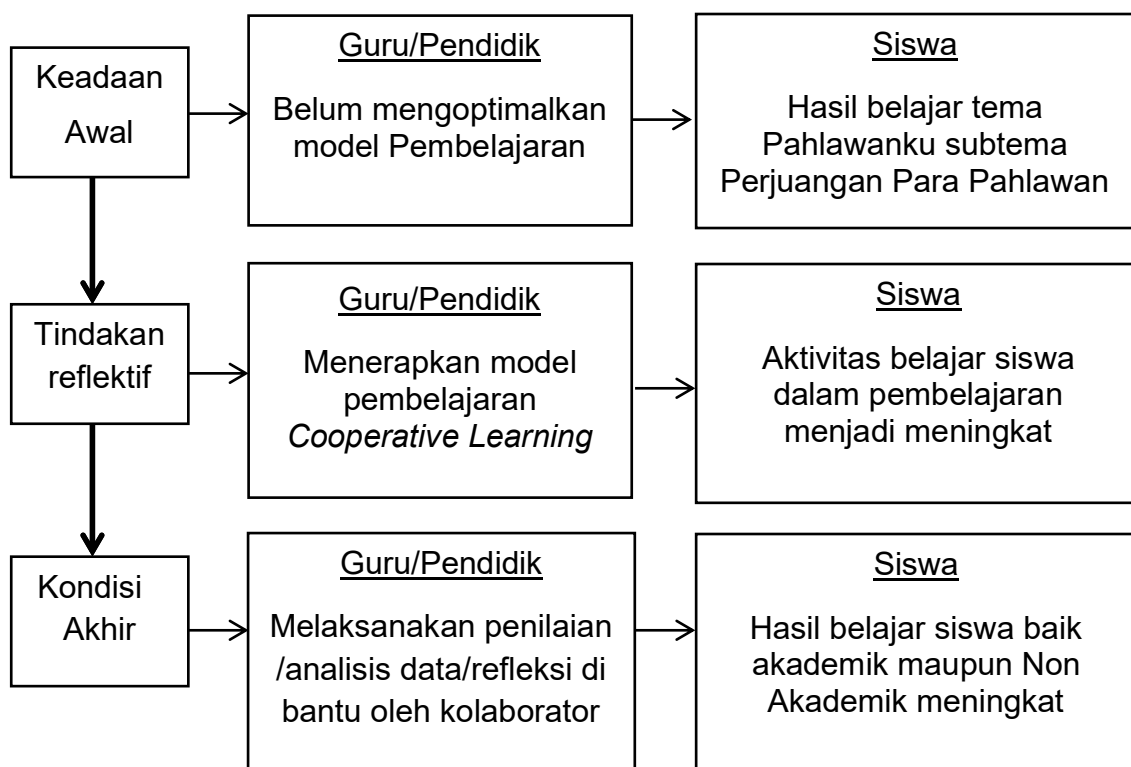 Keadaan
Awal
Guru/Pendidik
Belum mengoptimalkan
model Pembelajaran
Siswa
Hasil belajar tema
Pahlawanku subtema
Perjuangan Para Pahlawan
Tindakan
reflektif
Guru/Pendidik
Menerapkan model
pembelajaran
Cooperative Learning
Siswa
Aktivitas belajar siswa
dalam pembelajaran
menjadi meningkat
Kondisi
Akhir
Guru/Pendidik
Melaksanakan penilaian
/analisis data/refleksi di
bantu oleh kolaborator
Siswa
Hasil belajar siswa baik
akademik maupun Non
Akademik meningkat